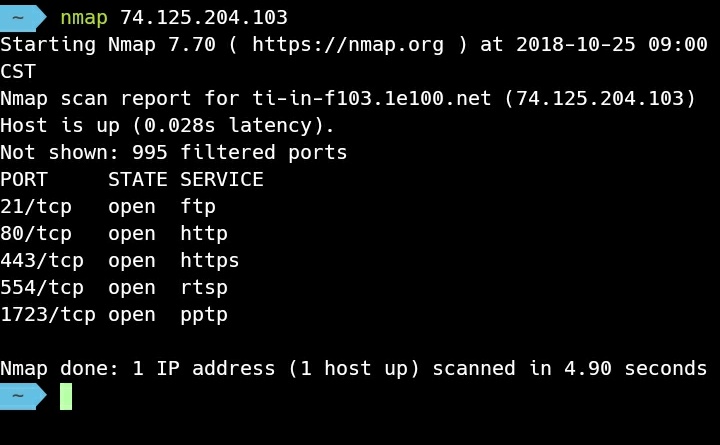 ~ nmap 74.125.204.103
Starting Nmap 7.70 ( https://nmap.org ) at 2018-10-25 09:00
CST
Nmap scan report for ti-in-f103.1e100.net (74.125.204.103)
Host is up (0.028s latency).
Not shown: 995 filtered ports
PORT     STATE SERVICE
21/tcp   open  ftp
80/tcp   open  http
443/tcp  open  https
554/tcp  open  rtsp
1723/tcp open  pptp
Nmap done: 1 IP address (1 host up) scanned in 4.90 seconds
~